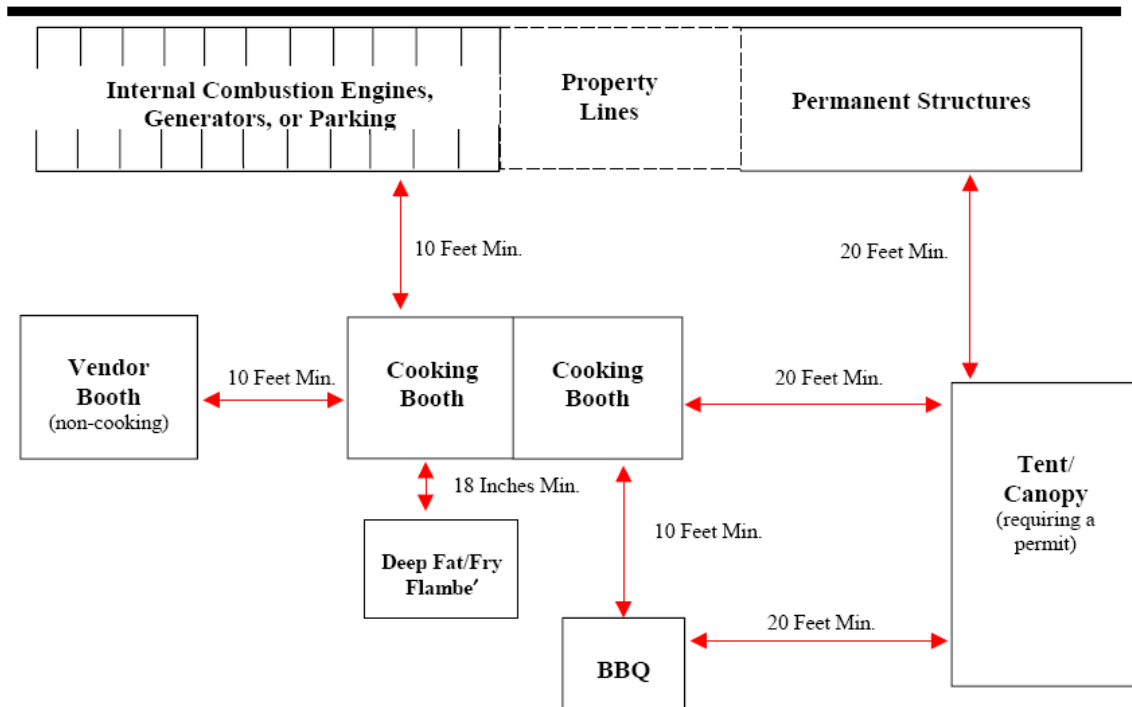 Internal Combustion Engines,
Generators, or Parking
Property
Lines
Permanent Structures
10 Feet Min.
20 Feet Min.
Vendor
Booth
(non-cooking)
10 Feet Min.
Cooking
Booth
Cooking
Booth
20 Feet Min.
Tent/
Canopy
(requiring a
permit)
18 Inches Min.
10 Feet Min.
Deep Fat/Fry
Flambe′
20 Feet Min.
BBQ